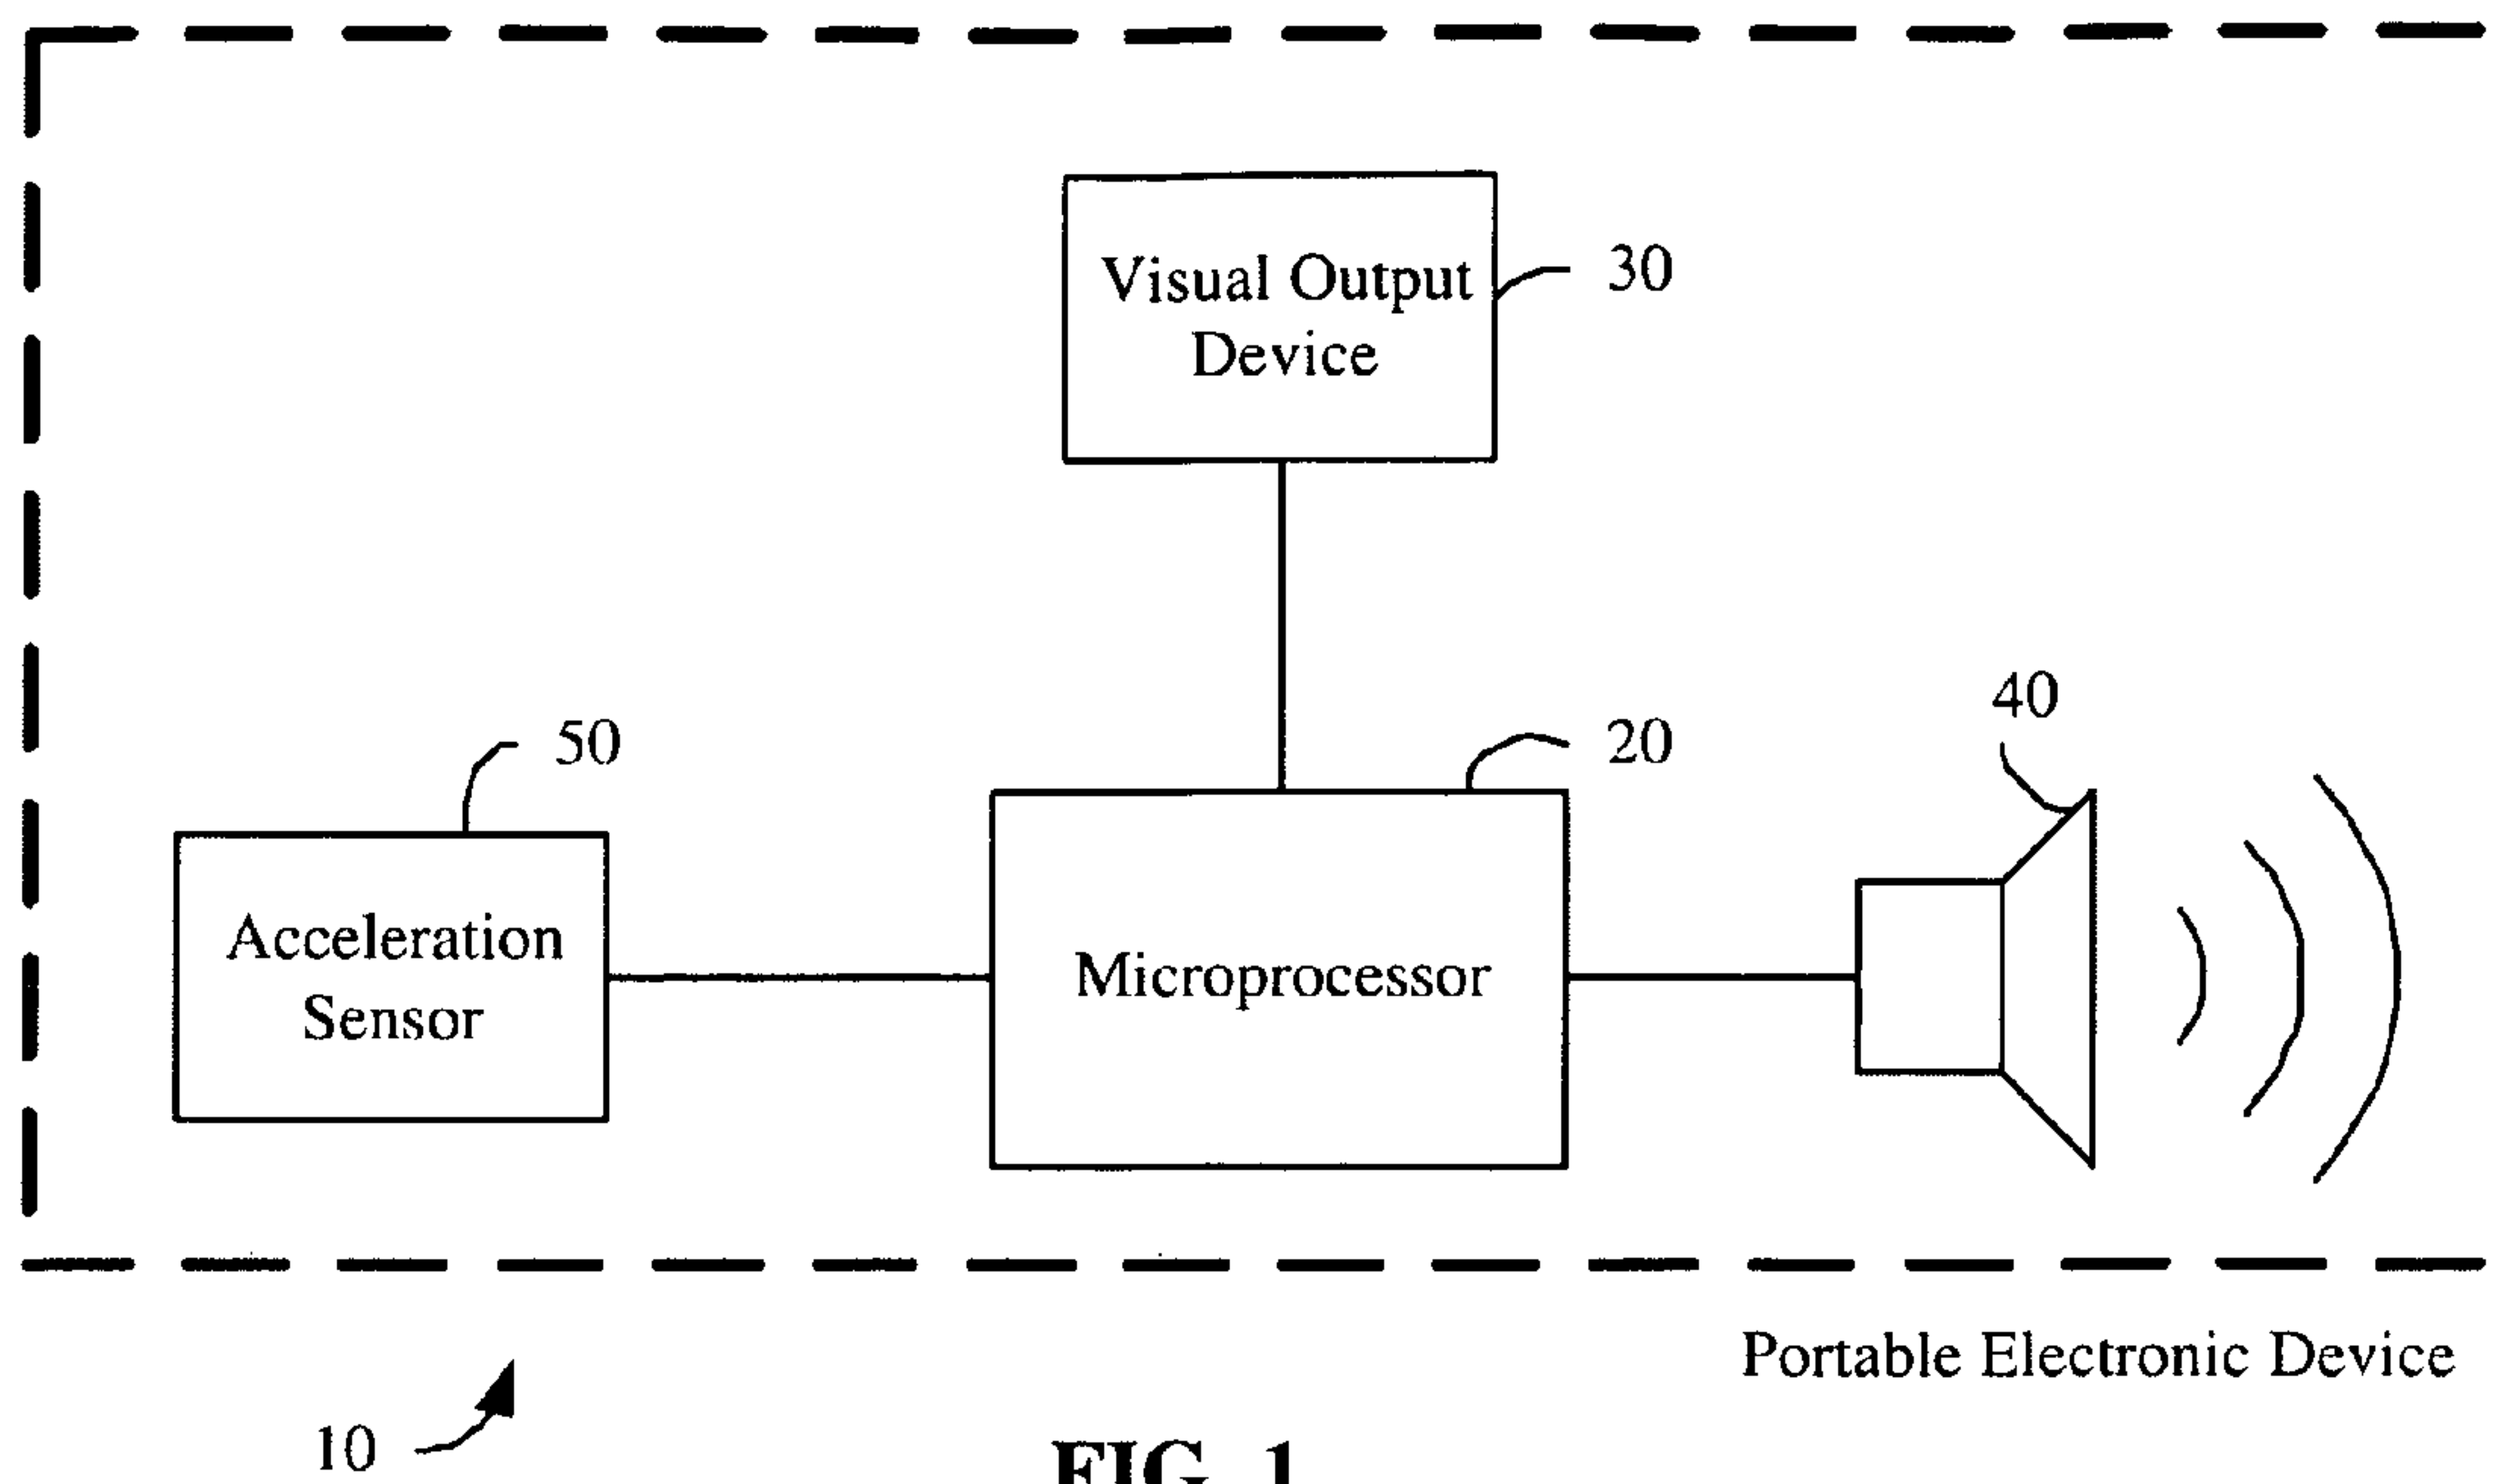 Visual Output
Device
30
40
50
20
Acceleration
Sensor
Microprocessor
Portable Electronic Device
10
FIG. 1